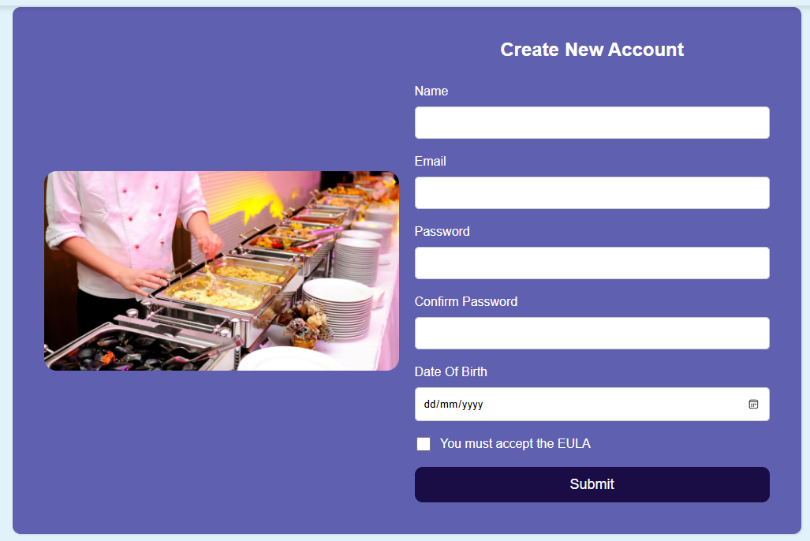 Create New Account
Name
Email
Password
Confirm Password
Date Of Birth
dd/mm/yyyy
You must accept the EULA
Submit